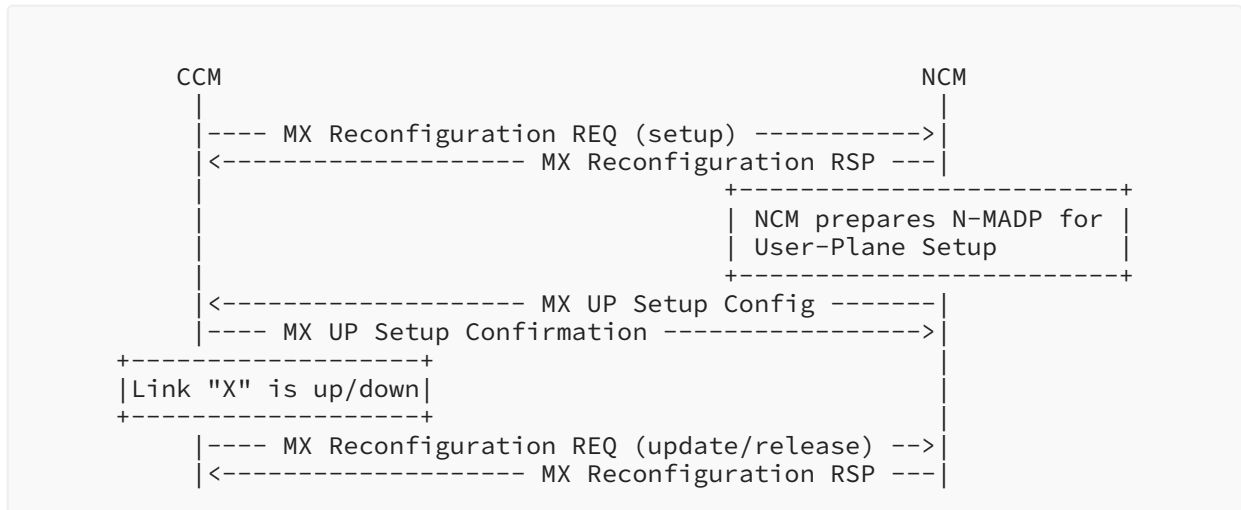 CCM NCM
|---- MX Reconfiguration REQ (setup) ----------->|
|<-------------------- MX Reconfiguration RSP ---|
| NCM prepares N-MADP for |
| User-Plane Setup |
|<-------------------- MX UP Setup Config -------|
|---- MX UP Setup Confirmation ----------------->|
|Link "X" is up/down|
|---- MX Reconfiguration REQ (update/release) -->|
|<-------------------- MX Reconfiguration RSP ---|